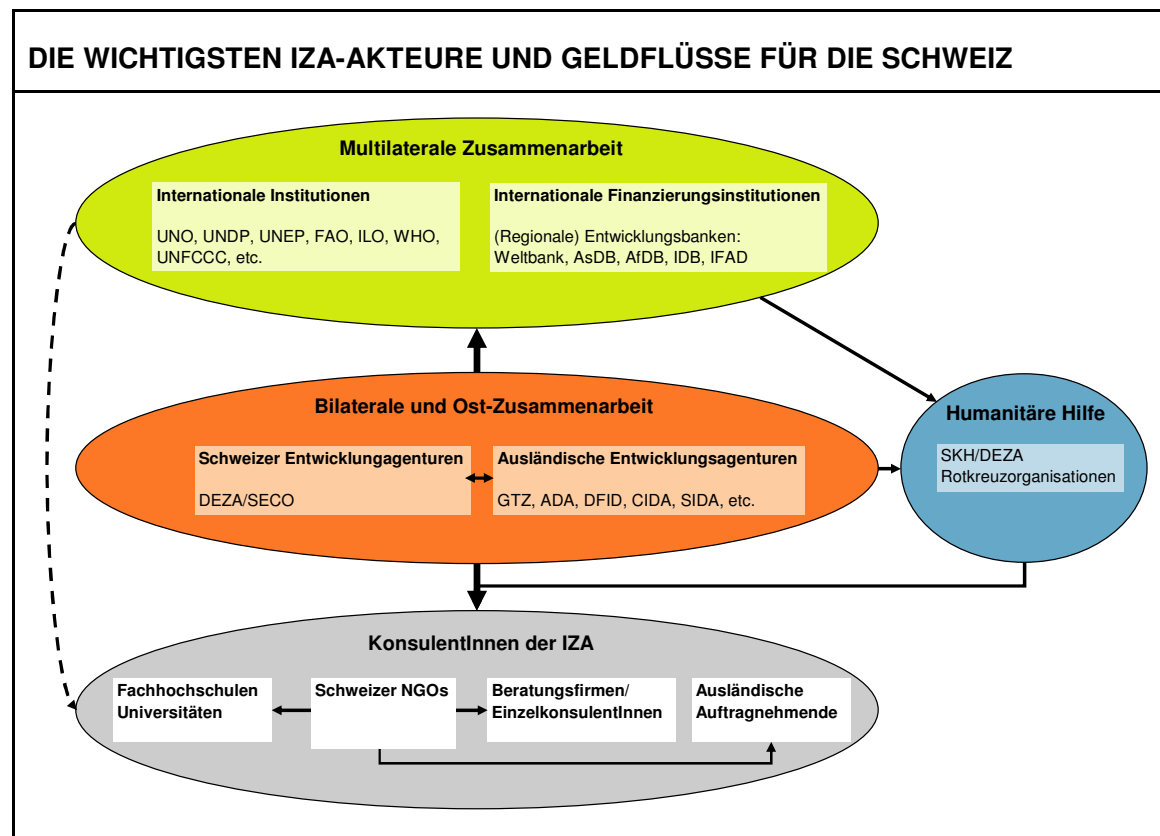 DIE WICHTIGSTEN IZA-AKTEURE UND GELDFLÜSSE FÜR DIE SCHWEIZ
Multilaterale Zusammenarbeit
Internationale Institutionen
UNO, UNDP, UNEP, FAO, ILO, WHO,
UNFCCC, etc.
Internationale Finanzierungsinstitutionen
(Regionale) Entwicklungsbanken:
Weltbank, AsDB, AfDB, IDB, IFAD
Bilaterale und Ost-Zusammenarbeit
Schweizer Entwicklungagenturen
DEZA/SECO
Ausländische Entwicklungsagenturen
GTZ, ADA, DFID, CIDA, SIDA, etc.
Humanitäre Hilfe
SKH/DEZA
Rotkreuzorganisationen
KonsulentInnen der IZA
Fachhochschulen
Universitäten
Schweizer NGOs
Beratungsfirmen/
EinzelkonsulentInnen
Ausländische
Auftragnehmende